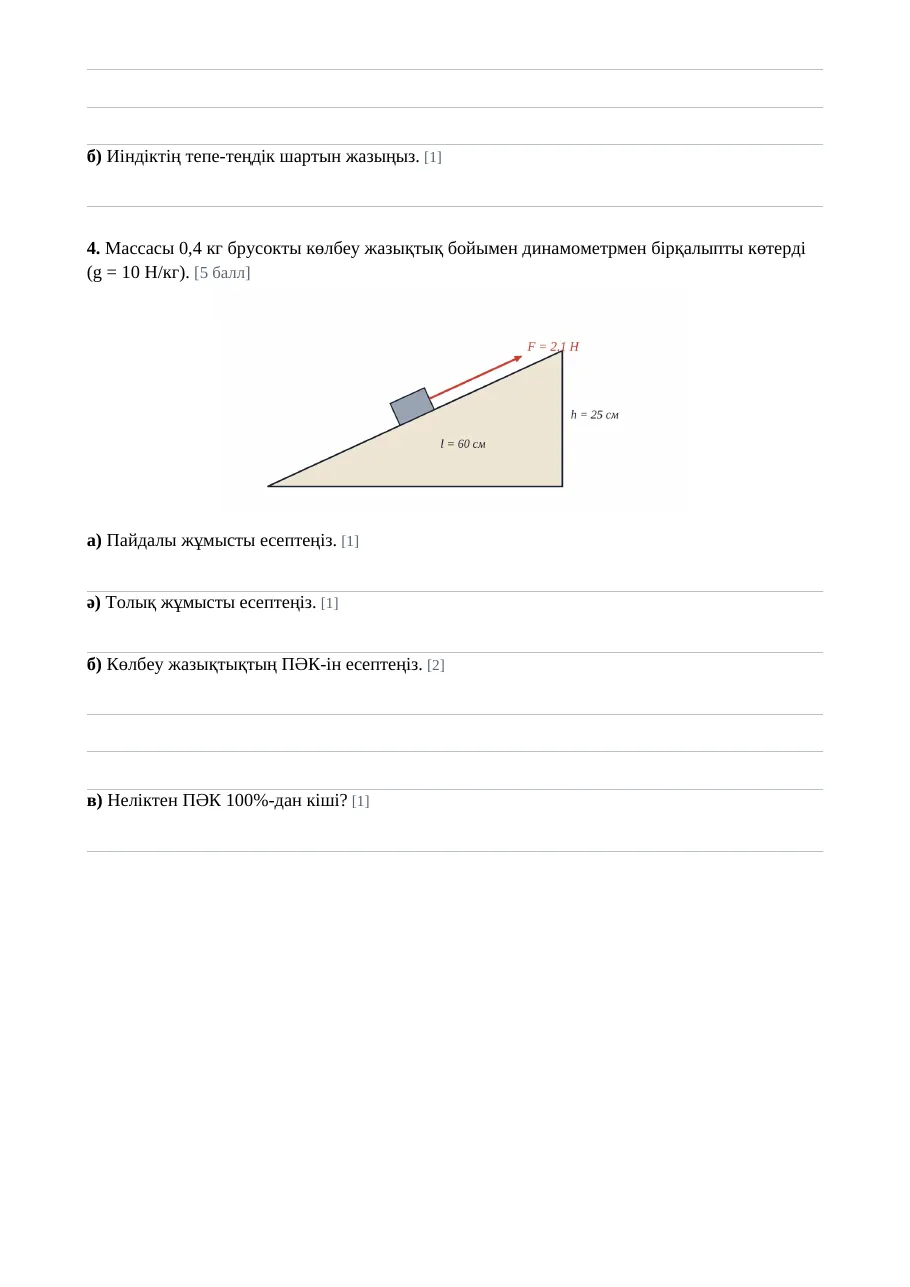 б) Иіндіктің тепе-теңдік шартын жазыңыз. [1]
4. Массасы 0,4 кг брусокты көлбеу жазықтық бойымен динамометрмен бірқалыпты көтерді
(g = 10 Н/кг). [5 балл]
F = 2,1 Н
h = 25 см
l = 60 см
а) Пайдалы жұмысты есептеңіз. [1]
ә) Толық жұмысты есептеңіз. [1]
б) Көлбеу жазықтықтың ПӘК-ін есептеңіз. [2]
в) Неліктен ПӘК 100%-дан кіші? [1]